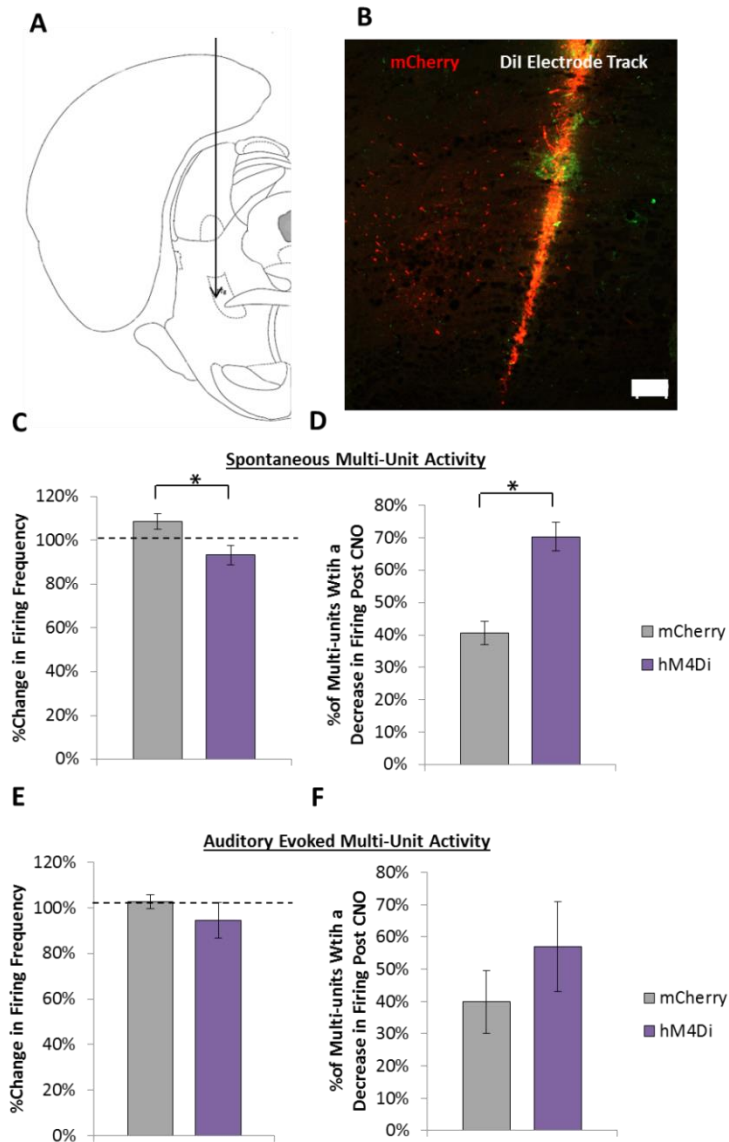 A
B
mCherry DiI Electrode Track
C
D
Spontaneous Multi-Unit Activity
*
*
%Change in Firing Frequency
120%
100%
80%
60%
40%
20%
0%
%of Multi-units Wtih a
Decrease in Firing Post CNO
80%
70%
60%
50%
40%
30%
20%
10%
0%
mCherry
hM4Di
E
F
Auditory Evoked Multi-Unit Activity
%Change in Firing Frequency
120%
100%
80%
60%
40%
20%
0%
%of Multi-units Wtih a
Decrease in Firing Post CNO
80%
70%
60%
50%
40%
30%
20%
10%
0%
mCherry
hM4Di